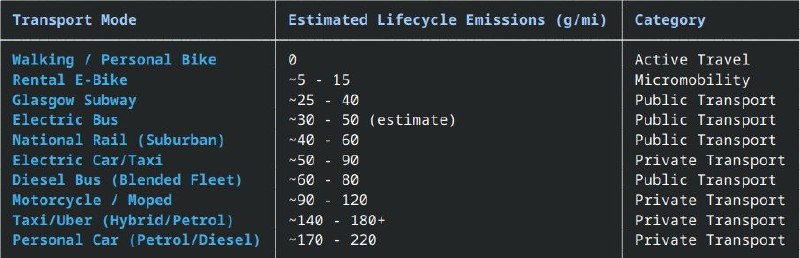 Transport Mode Estimated Lifecycle Emissions (g/mi) Category
Walking / Personal Bike 0 Active Travel
Rental E-Bike ~5 - 15 Micromobility
Glasgow Subway ~25 - 40 Public Transport
Electric Bus ~30 - 50 (estimate) Public Transport
National Rail (Suburban) ~40 - 60 Public Transport
Electric Car/Taxi ~50 - 90 Private Transport
Diesel Bus (Blended Fleet) ~60 - 80 Public Transport
Motorcycle / Moped ~90 - 120 Private Transport
Taxi/Uber (Hybrid/Petrol) ~140 - 180+ Private Transport
Personal Car (Petrol/Diesel) ~170 - 220 Private Transport